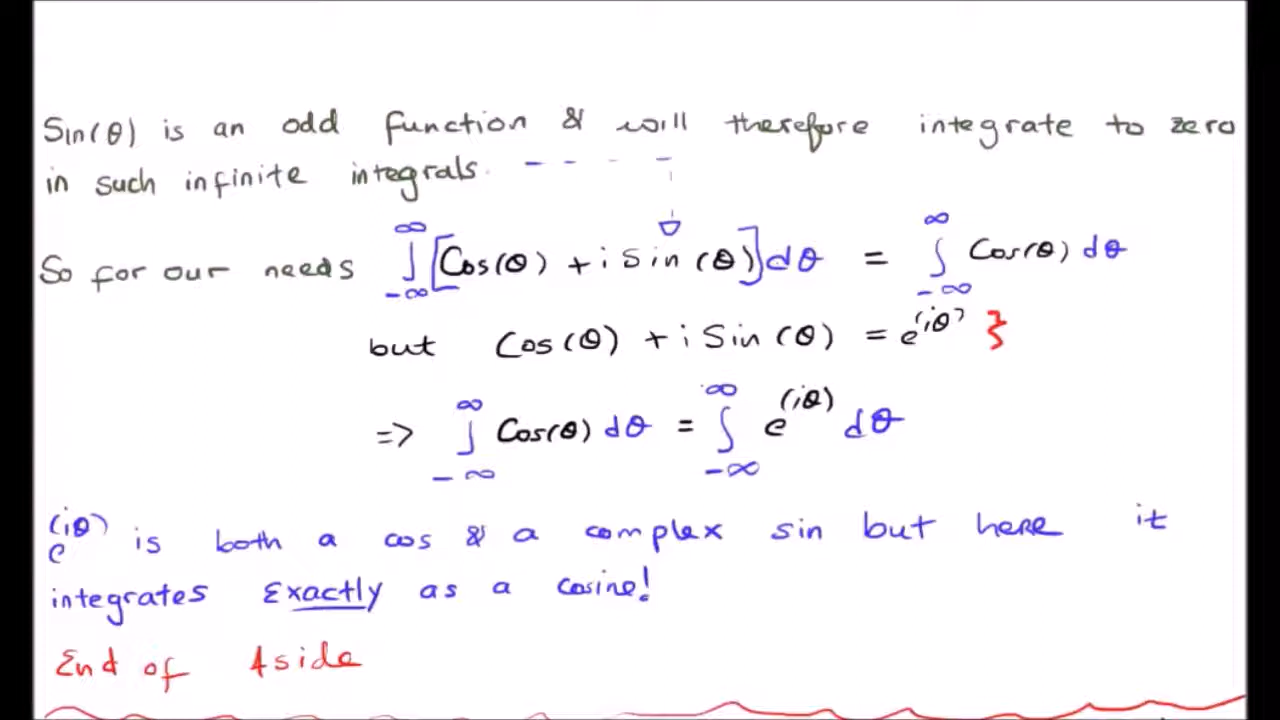 Sin(θ) is an odd function & will therefore integrate to zero
in such infinite integrals.
So for our needs ∫_{-∞}^{∞} [Cos(θ) + i Sin(θ)] dθ = ∫_{-∞}^{∞} Cos(θ) dθ
but Cos(θ) + i Sin(θ) = e^{(iθ)} }
=> ∫_{-∞}^{∞} Cos(θ) dθ = ∫_{-∞}^{∞} e^{(iθ)} dθ
e^{(iθ)} is both a cos & a complex sin but here it
integrates Exactly as a cosine!
End of Aside